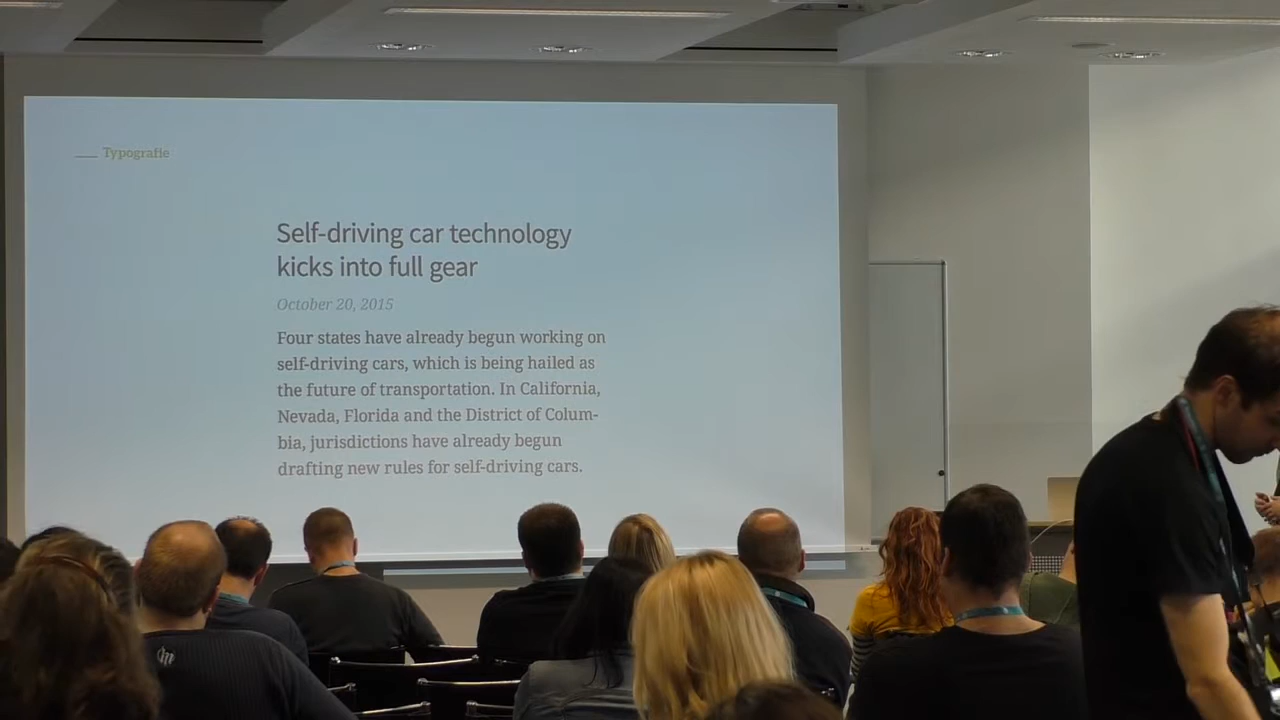 Typografie
Self-driving car technology
kicks into full gear
October 20, 2015
Four states have already begun working on
self-driving cars, which is being hailed as
the future of transportation. In California,
Nevada, Florida and the District of Colum-
bia, jurisdictions have already begun
drafting new rules for self-driving cars.